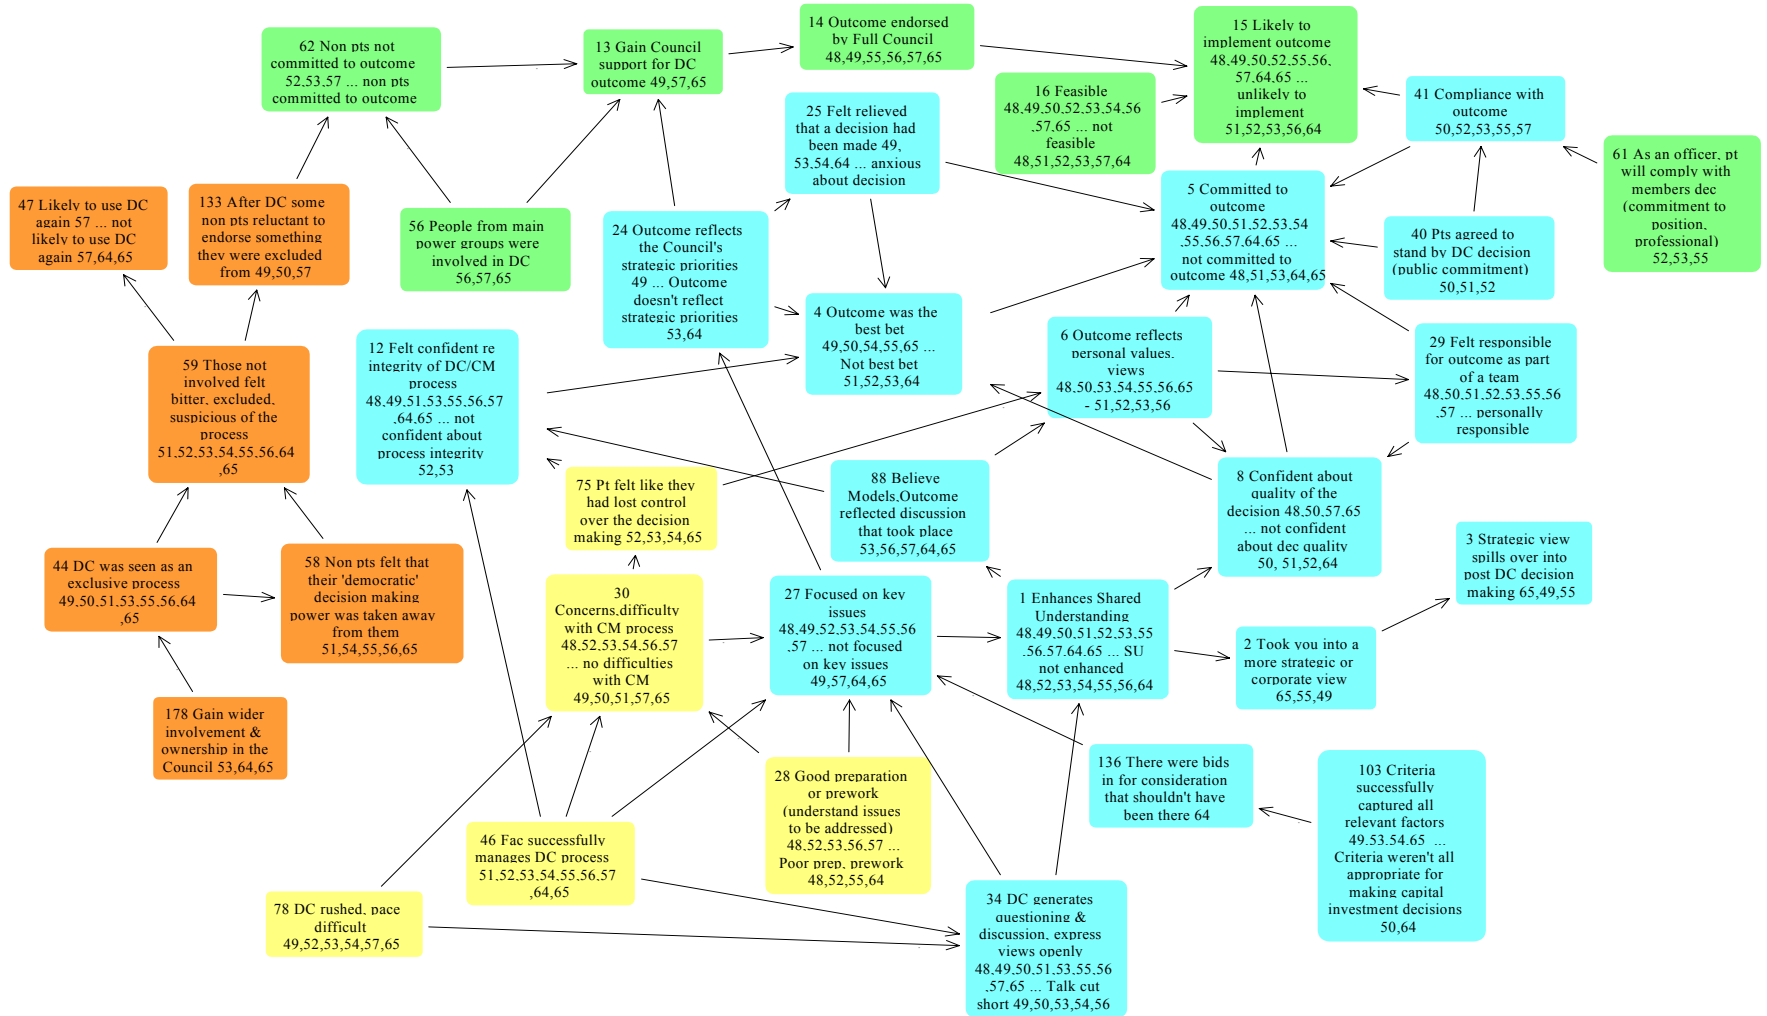 62 Non pts not
committed to outcome
52,53,57 ... non pts
committed to outcome
13 Gain Council
support for DC
outcome 49,57,65
14 Outcome endorsed
by Full Council
48,49,55,56,57,65
15 Likely to
implement outcome
48,49,50,52,55,56,
57,64,65 ...
unlikely to
implement
51,52,53,56,64
16 Feasible
48,49,50,52,53,54,56
,57,65 ... not
feasible
48,51,52,53,57,64
41 Compliance with
outcome
50,52,53,55,57
25 Felt relieved
that a decision had
been made 49,
53,54,64 ... anxious
about decision
61 As an officer, pt
will comply with
members dec
(commitment to
position,
professional)
52,53,55
47 Likely to use DC
again 57 ... not
likely to use DC
again 57,64,65
133 After DC some
non pts reluctant to
endorse something
they were excluded
from 49,50,57
56 People from main
power groups were
involved in DC
56,57,65
24 Outcome reflects
the Council's
strategic priorities
49 ... Outcome
doesn't reflect
strategic priorities
53,64
5 Committed to
outcome
48,49,50,51,52,53,54
,55,56,57,64,65 ...
not committed to
outcome 48,51,53,64,65
40 Pts agreed to
stand by DC decision
(public commitment)
50,51,52
4 Outcome was the
best bet
49,50,54,55,65 ...
Not best bet
51,52,53,64
6 Outcome reflects
personal values,
views
48,50,53,54,55,56,65
- 51,52,53,56
29 Felt responsible
for outcome as part
of a team
48,50,51,52,53,55,56
,57 ... personally
responsible
59 Those not
involved felt
bitter, excluded,
suspicious of the
process
51,52,53,54,55,56,64
,65
12 Felt confident re
integrity of DC/CM
process
48,49,51,53,55,56,57
,64,65 ... not
confident about
process integrity
52,53
75 Pt felt like they
had lost control
over the decision
making 52,53,54,65
88 Believe
Models,Outcome
reflected discussion
that took place
53,56,57,64,65
8 Confident about
quality of the
decision 48,50,57,65
... not confident
about dec quality
50, 51,52,64
3 Strategic view
spills over into
post DC decision
making 65,49,55
44 DC was seen as an
exclusive process
49,50,51,53,55,56,64
,65
58 Non pts felt that
their 'democratic'
decision making
power was taken away
from them
51,54,55,56,65
30
Concerns,difficulty
with CM process
48,52,53,54,56,57
... no difficulties
with CM
49,50,51,57,65
27 Focused on key
issues
48,49,52,53,54,55,56
,57 ... not focused
on key issues
49,57,64,65
1 Enhances Shared
Understanding
48,49,50,51,52,53,55
,56,57,64,65 ... SU
not enhanced
48,52,53,54,55,56,64
2 Took you into a
more strategic or
corporate view
65,55,49
178 Gain wider
involvement &
ownership in the
Council 53,64,65
28 Good preparation
or prework
(understand issues
to be addressed)
48,52,53,56,57 ...
Poor prep, prework
48,52,55,64
136 There were bids
in for consideration
that shouldn't have
been there 64
103 Criteria
successfully
captured all
relevant factors
49,53,54,65 ...
Criteria weren't all
appropriate for
making capital
investment decisions
50,64
46 Fac successfully
manages DC process
51,52,53,54,55,56,57
,64,65
78 DC rushed, pace
difficult
49,52,53,54,57,65
34 DC generates
questioning &
discussion, express
views openly
48,49,50,51,53,55,56
,57,65 ... Talk cut
short 49,50,53,54,56